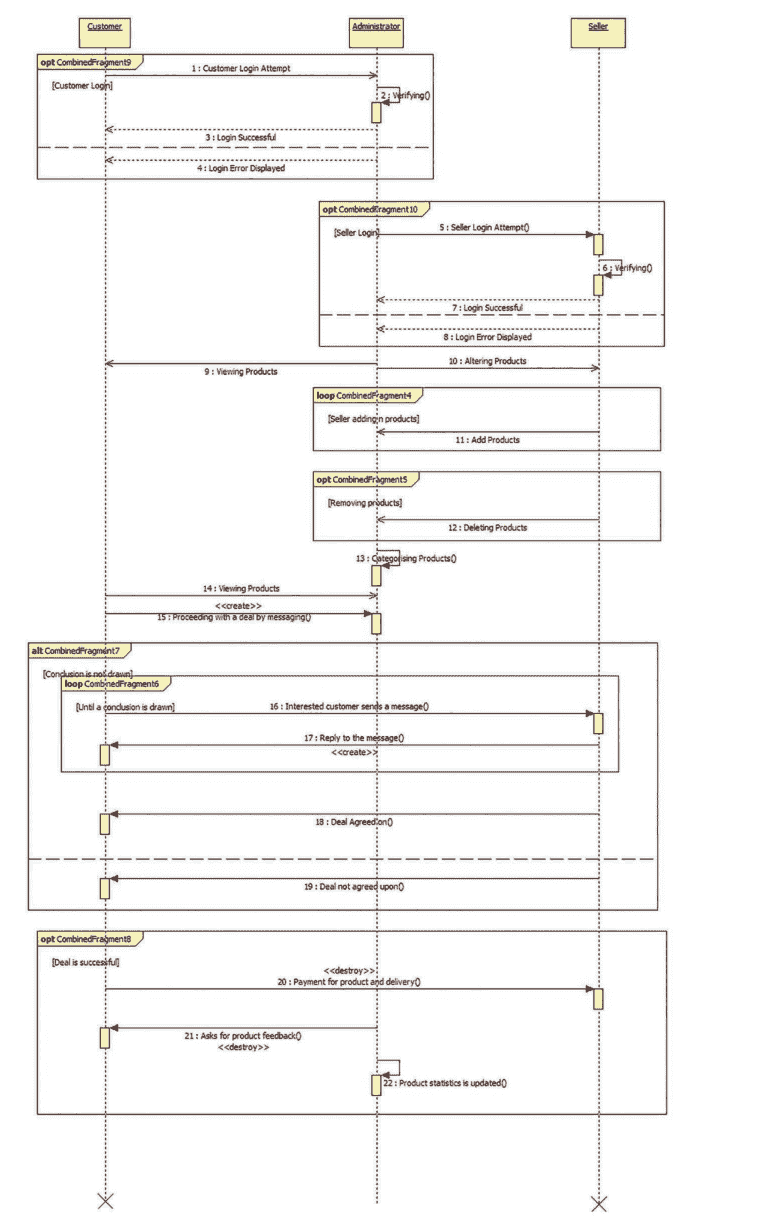 Customer
Administrator
Seller
opt CombinedFragment9
1 : Customer Login Attempt
[Customer Login]
2 : Verifying()
3 : Login Successful
4 : Login Error Displayed
opt CombinedFragment10
5 : Seller Login Attempt()
[Seller Login]
6 : Verifying()
7 : Login Successful
8 : Login Error Displayed
9 : Viewing Products
10 : Altering Products
loop CombinedFragment4
[Seller adding n products]
11 : Add Products
opt CombinedFragment5
[Removing products]
12 : Deleting Products
13 : Categorising Products()
14 : Viewing Products
<<create>>
15 : Proceeding with a deal by messaging()
alt CombinedFragment7
[Conclusion is not drawn]
loop CombinedFragment6
[Until a conclusion is drawn]
16 : Interested customer sends a message()
17 : Reply to the message()
<<create>>
18 : Deal Agreed on()
19 : Deal not agreed upon()
opt CombinedFragment8
[Deal is successful]
<<destroy>>
20 : Payment for product and delivery()
21 : Asks for product feedback()
<<destroy>>
22 : Product statistics is updated()